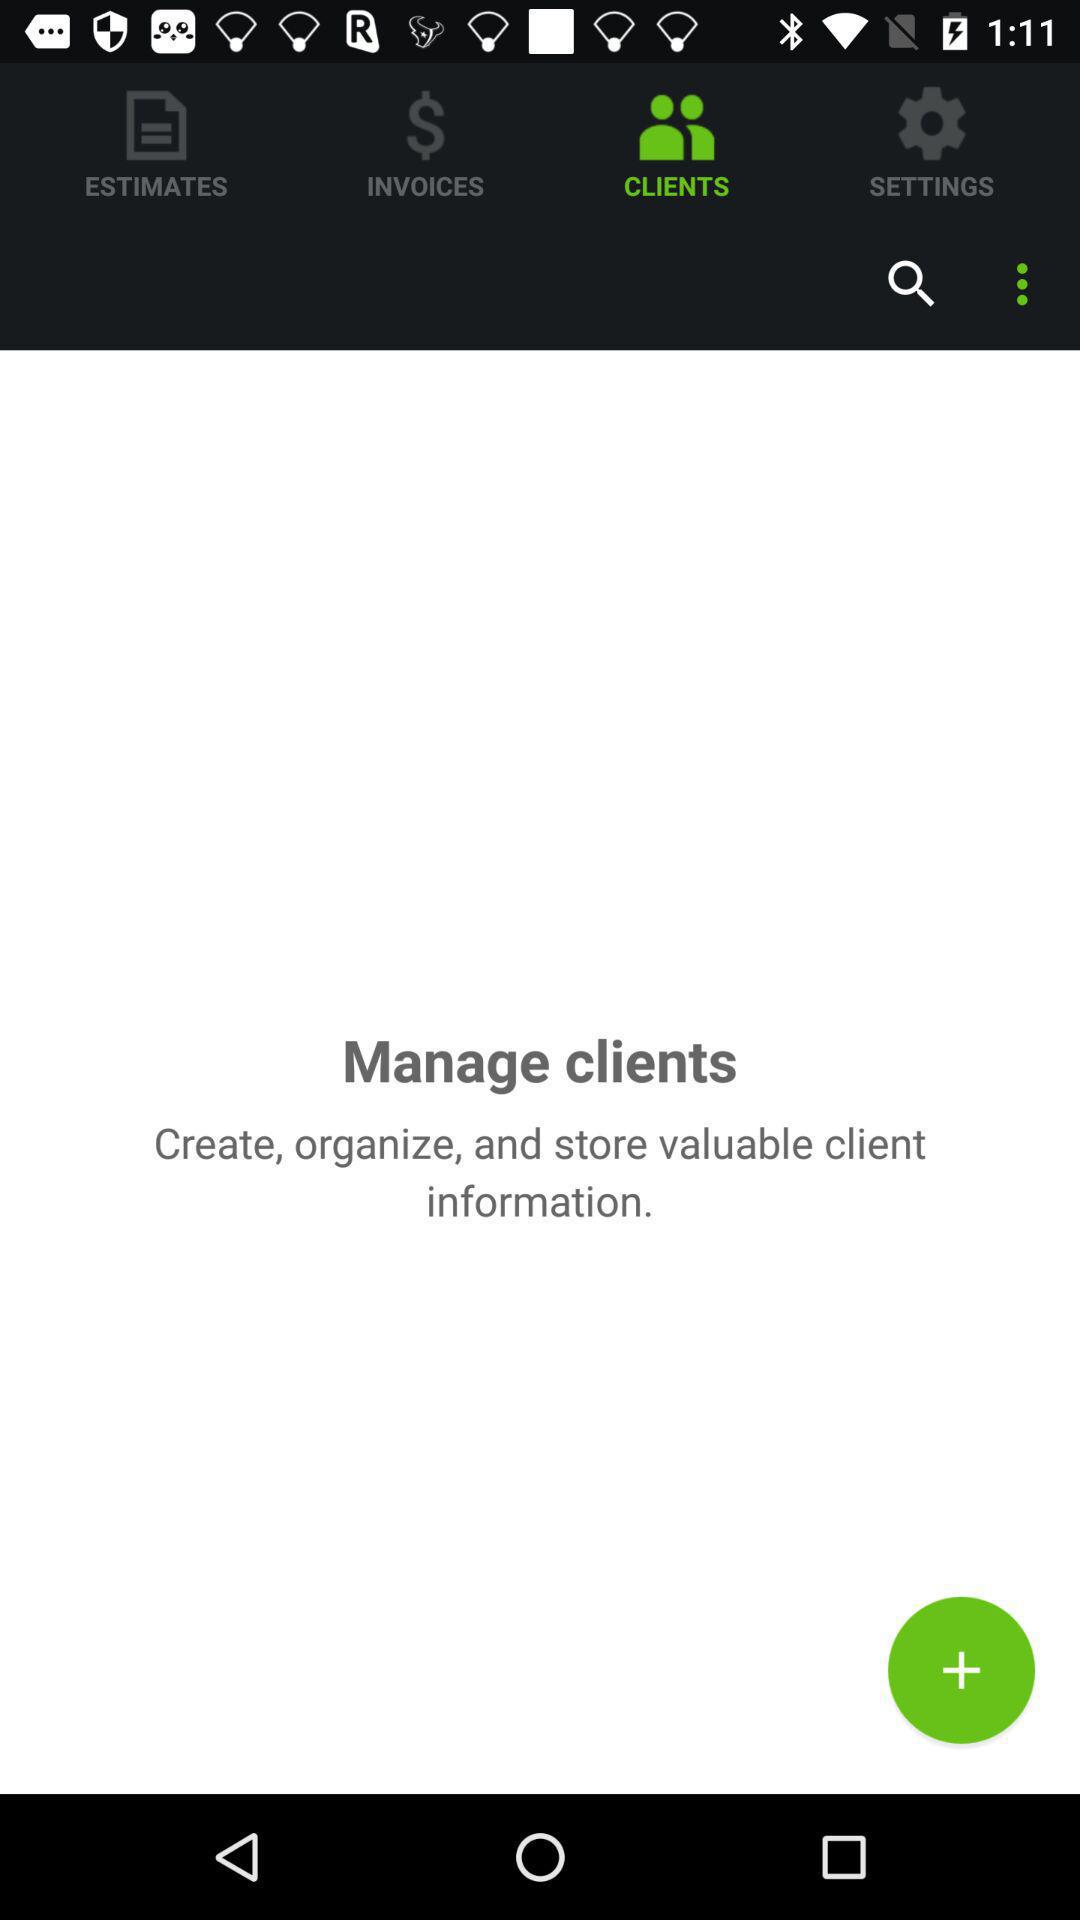 1:11
ESTIMATES INVOICES CLIENTS SETTINGS
Manage clients
Create, organize, and store valuable client
information.